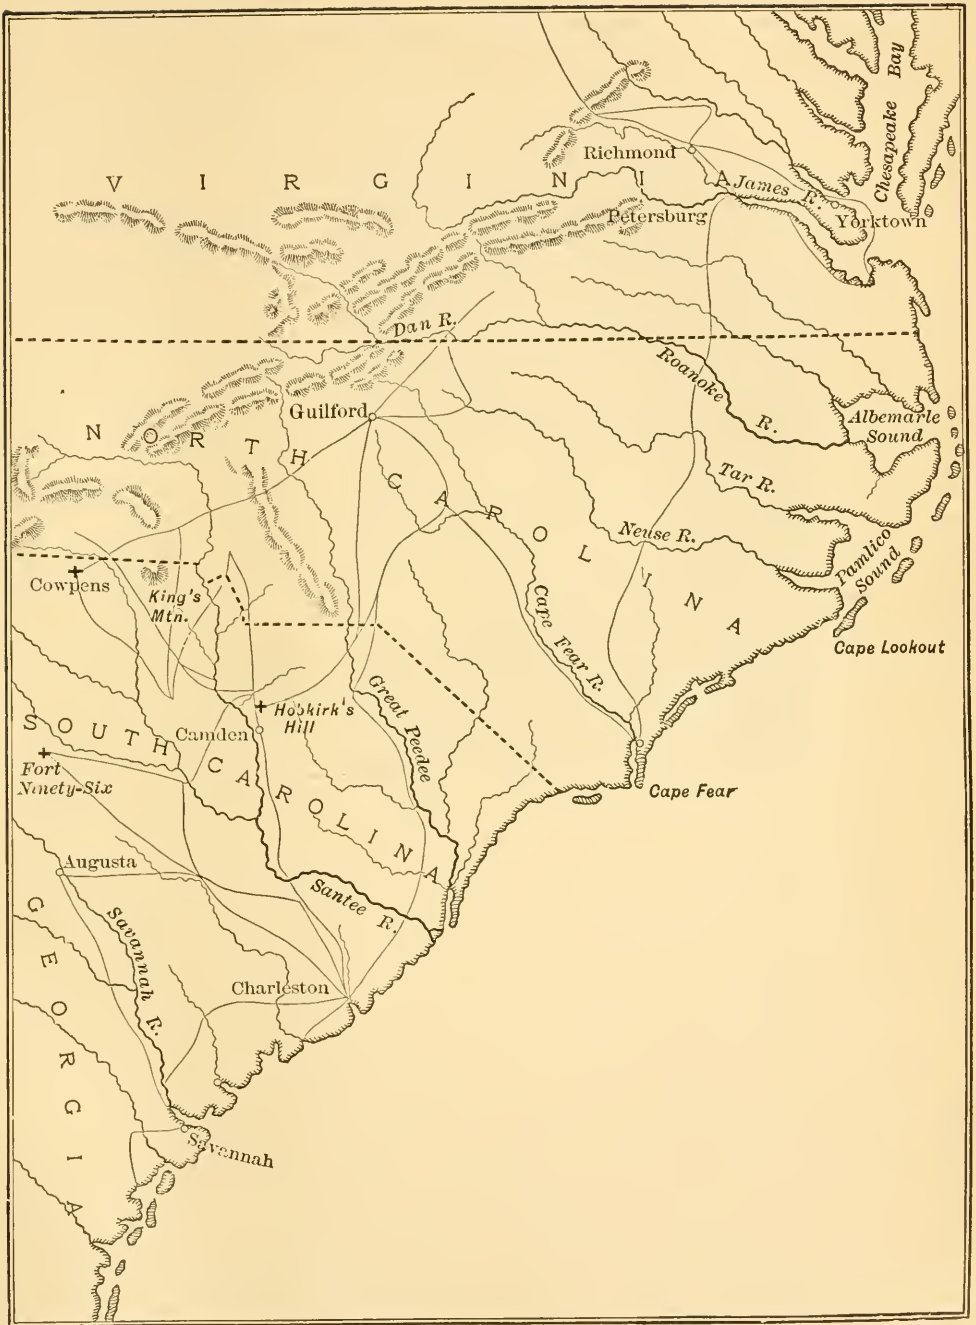 Chesapeake Bay
Richmond
VIRGINIA
James R.
Petersburg
Yorktown
Dan R.
Roanoke R.
Guilford
Albemarle
Sound
NORTH CAROLINA
Tar R.
Neuse R.
Pamlico
Sound
Cowpens
King's
Mtn.
Cape Fear R.
Cape Lookout
Great Peedee
Hobkirk's
Hill
SOUTH CAROLINA
Camden
Fort
Ninety-Six
Cape Fear
Augusta
Santee R.
GEORGIA
Savannah R.
Charleston
Savannah